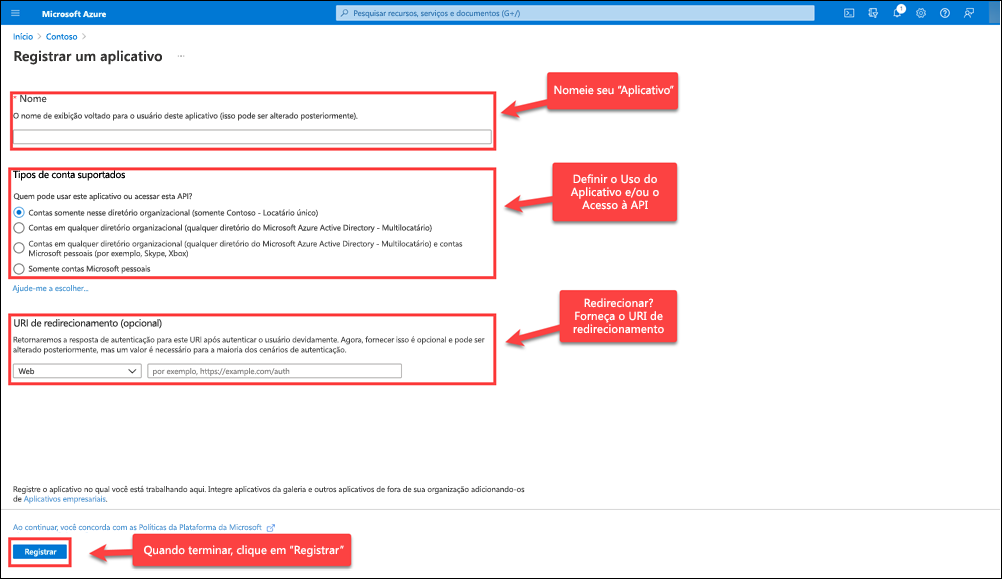 Microsoft Azure
Pesquisar recursos, serviços e documentos (G+/)
1
Início > Contoso >
Registrar um aplicativo ...
* Nome
O nome de exibição voltado para o usuário deste aplicativo (isso pode ser alterado posteriormente).
Nomeie seu "Aplicativo"
Tipos de conta suportados
Quem pode usar este aplicativo ou acessar esta API?
Contas somente nesse diretório organizacional (somente Contoso - Locatário único)
Contas em qualquer diretório organizacional (qualquer diretório do Microsoft Azure Active Directory - Multilocatário)
Contas em qualquer diretório organizacional (qualquer diretório do Microsoft Azure Active Directory - Multilocatário) e contas
Microsoft pessoais (por exemplo, Skype, Xbox)
Somente contas Microsoft pessoais
Definir o Uso do
Aplicativo e/ou o
Acesso à API
Ajude-me a escolher...
URI de redirecionamento (opcional)
Retornaremos a resposta de autenticação para este URI após autenticar o usuário devidamente. Agora, fornecer isso é opcional e pode ser
alterado posteriormente, mas um valor é necessário para a maioria dos cenários de autenticação.
Web
por exemplo, https://example.com/auth
Redirecionar?
Forneça o URI de
redirecionamento
Registre o aplicativo no qual você está trabalhando aqui. Integre aplicativos da galeria e outros aplicativos de fora de sua organização adicionando-os
de Aplicativos empresariais.
Ao continuar, você concorda com as Políticas da Plataforma da Microsoft
Registrar
Quando terminar, clique em "Registrar"